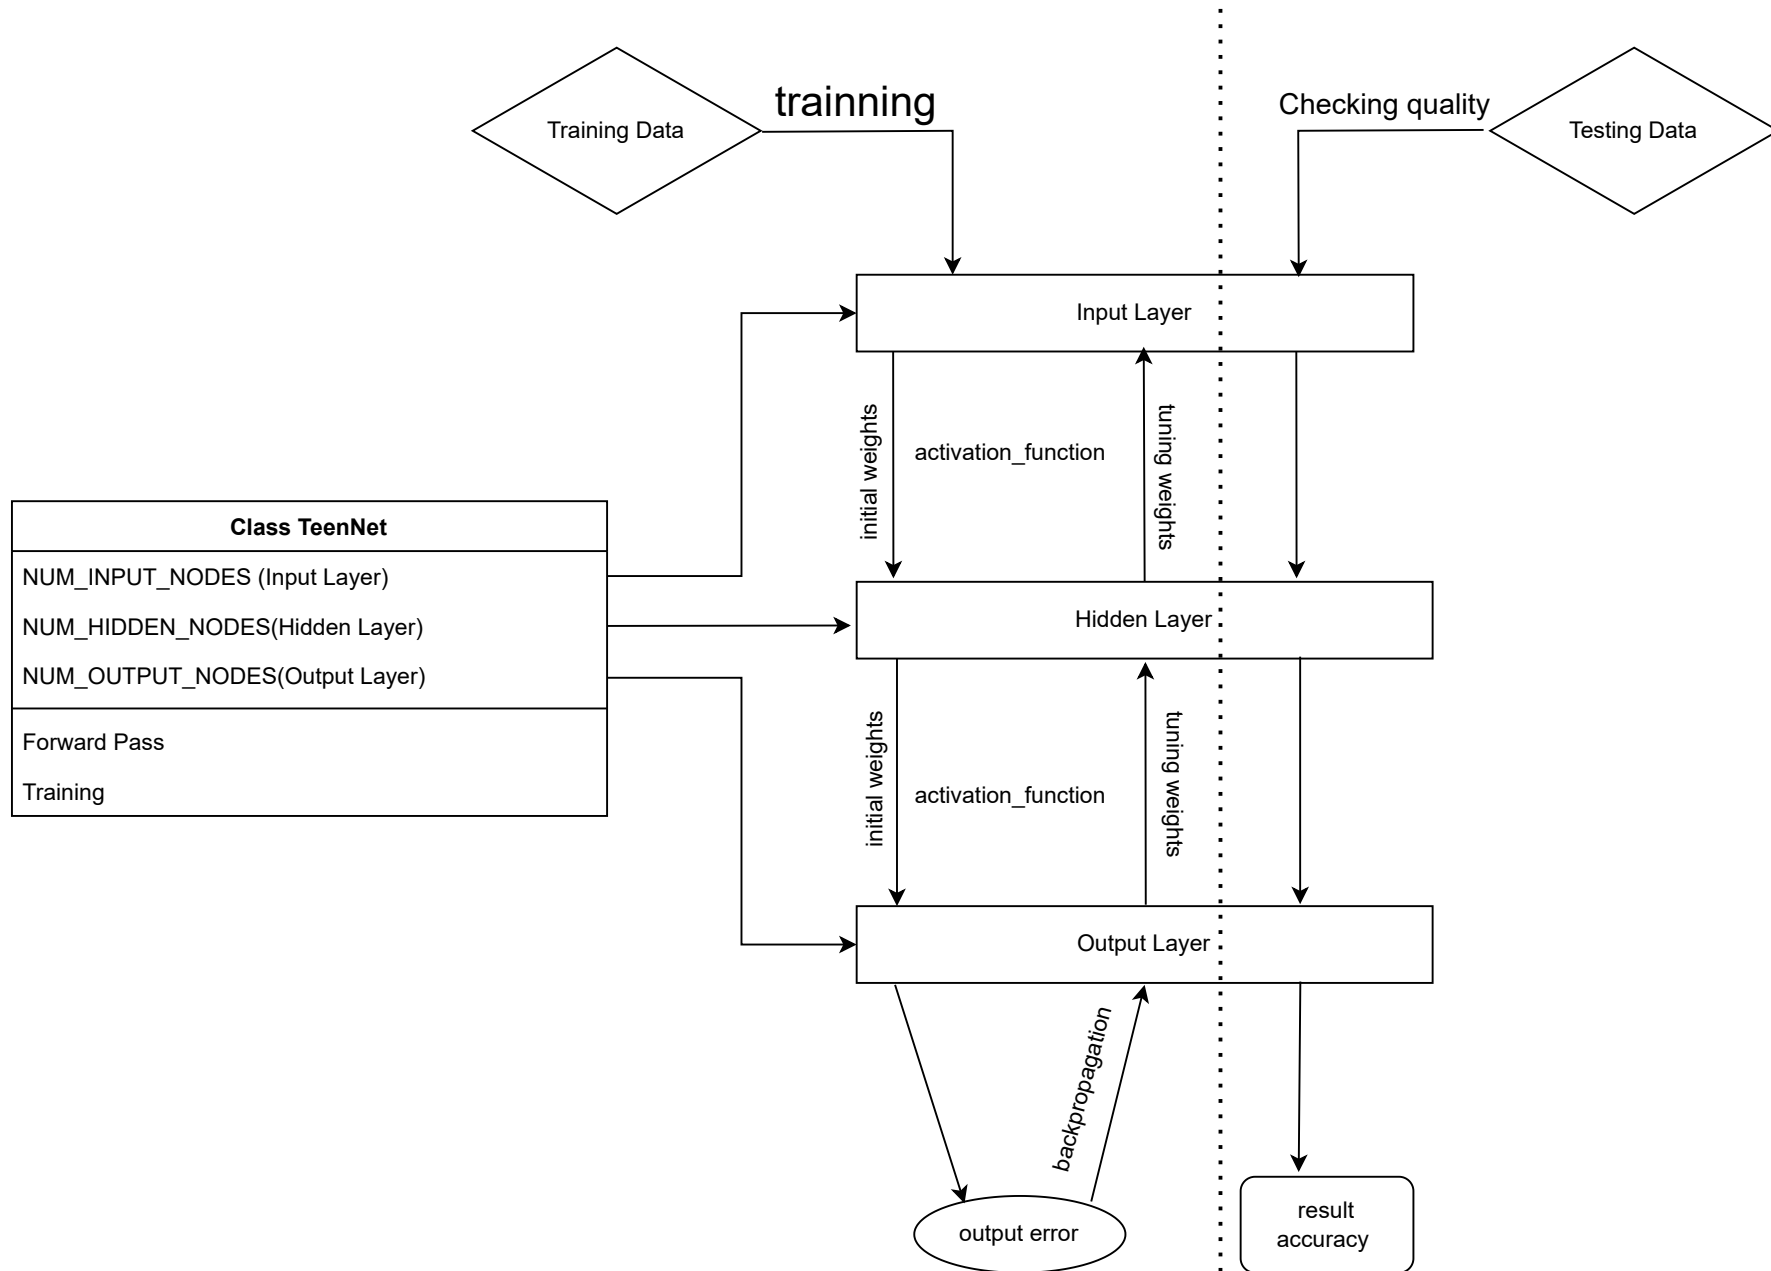 trainning
Checking quality
Training Data
Testing Data
Input Layer
initial weights
activation_function
tuning weights
Class TeenNet
NUM_INPUT_NODES (Input Layer)
NUM_HIDDEN_NODES(Hidden Layer)
NUM_OUTPUT_NODES(Output Layer)
Forward Pass
Training
Hidden Layer
initial weights
activation_function
tuning weights
Output Layer
backpropagation
output error
result
accuracy